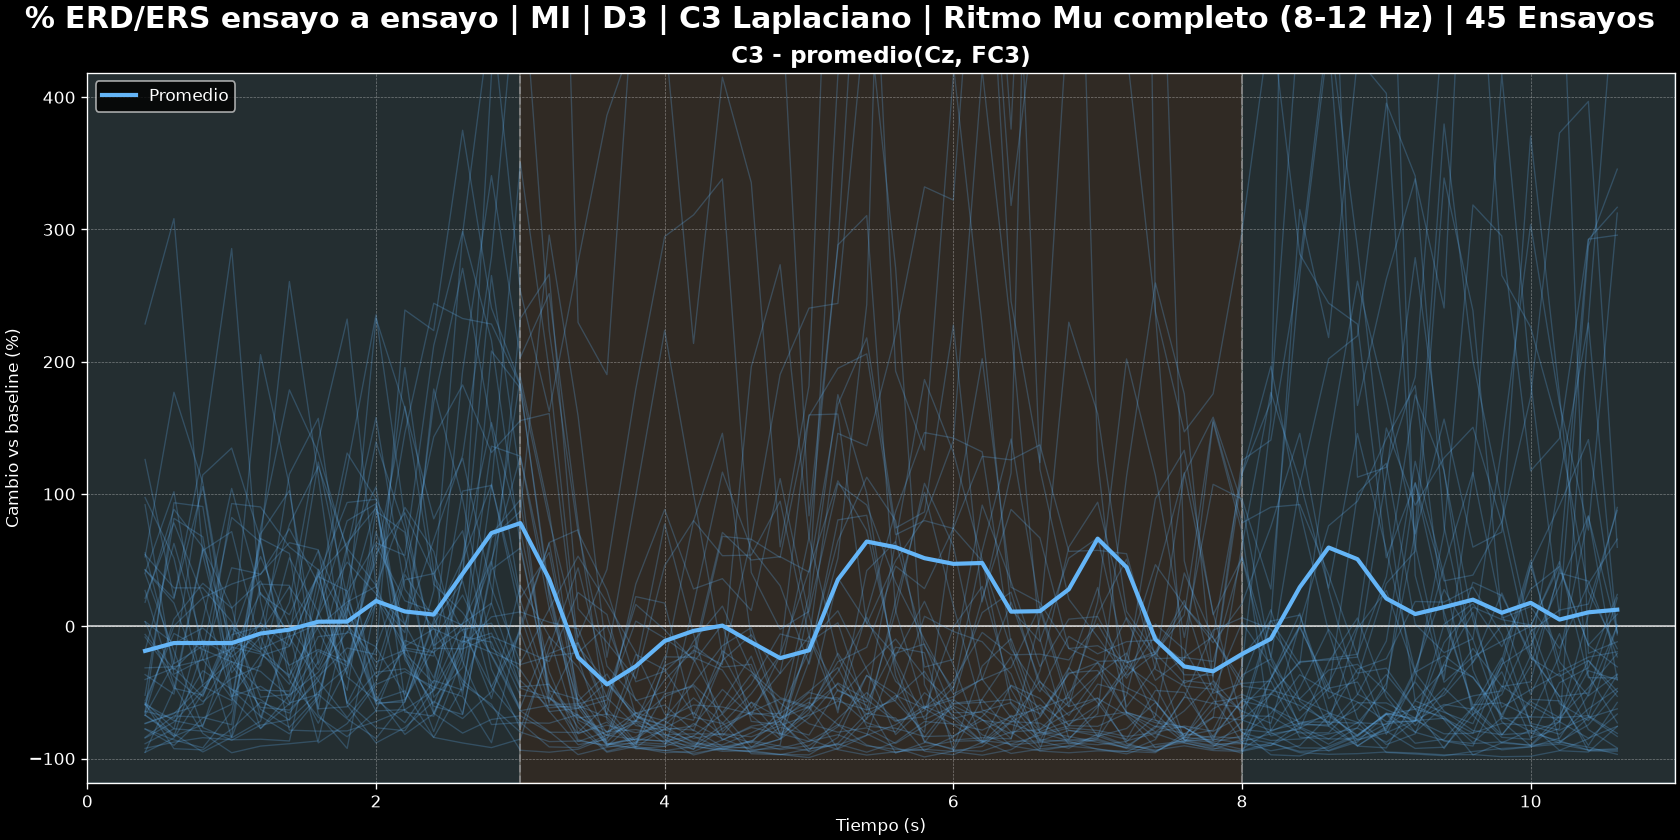 % ERD/ERS ensayo a ensayo | MI | D3 | C3 Laplaciano | Ritmo Mu completo (8-12 Hz) | 45 Ensayos
C3 - promedio(Cz, FC3)
Promedio
Cambio vs baseline (%)
400
300
200
100
0
−100
0
2
4
6
8
10
Tiempo (s)